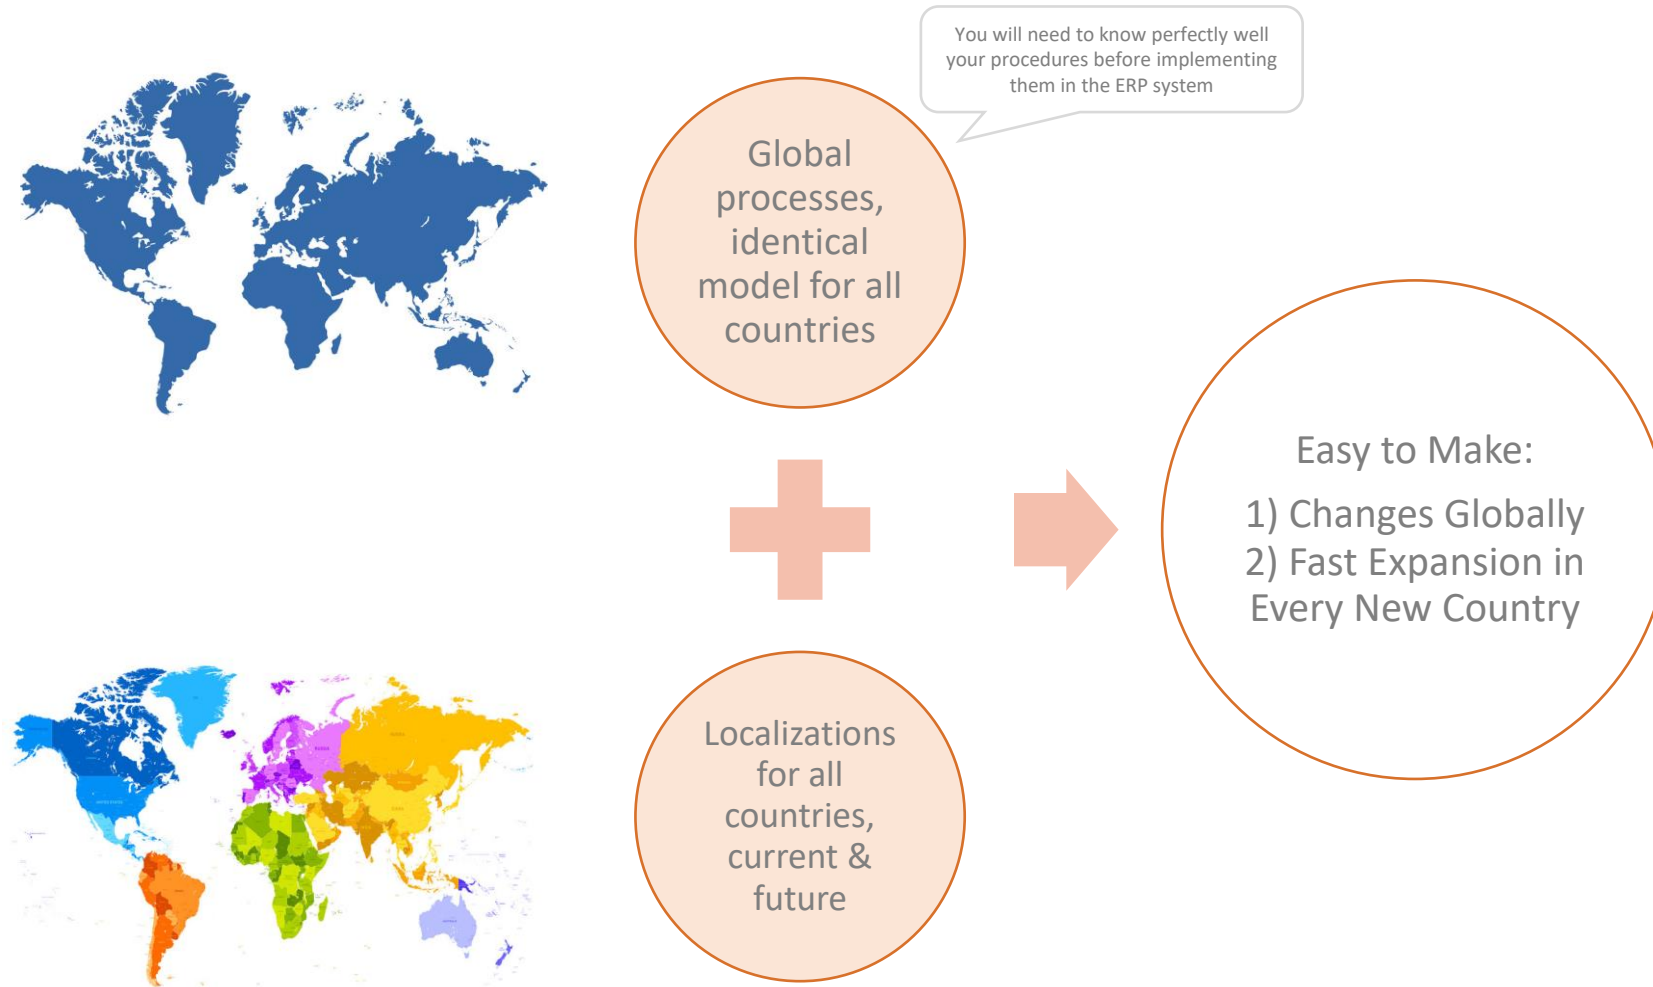 You will need to know perfectly well
your procedures before implementing
them in the ERP system
Global
processes,
identical
model for all
countries
Easy to Make:
1) Changes Globally
2) Fast Expansion in
Every New Country
Localizations
for all
countries,
current &
future